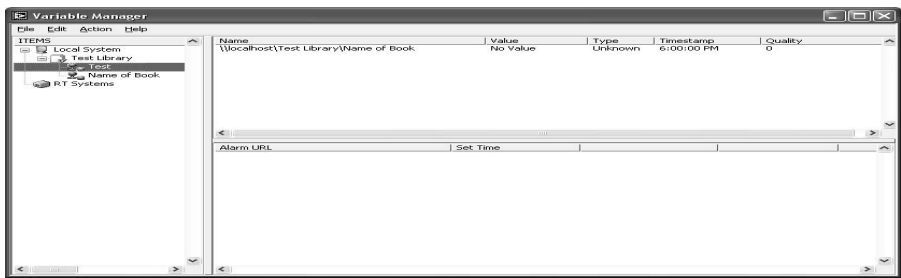 Variable Manager
File Edit Action Help
ITEMS
Local System
Test Library
Test
Name of Book
RT Systems
Name Value Type Timestamp Quality
\\localhost\Test Library\Name of Book No Value Unknown 6:00:00 PM 0
Alarm URL Set Time